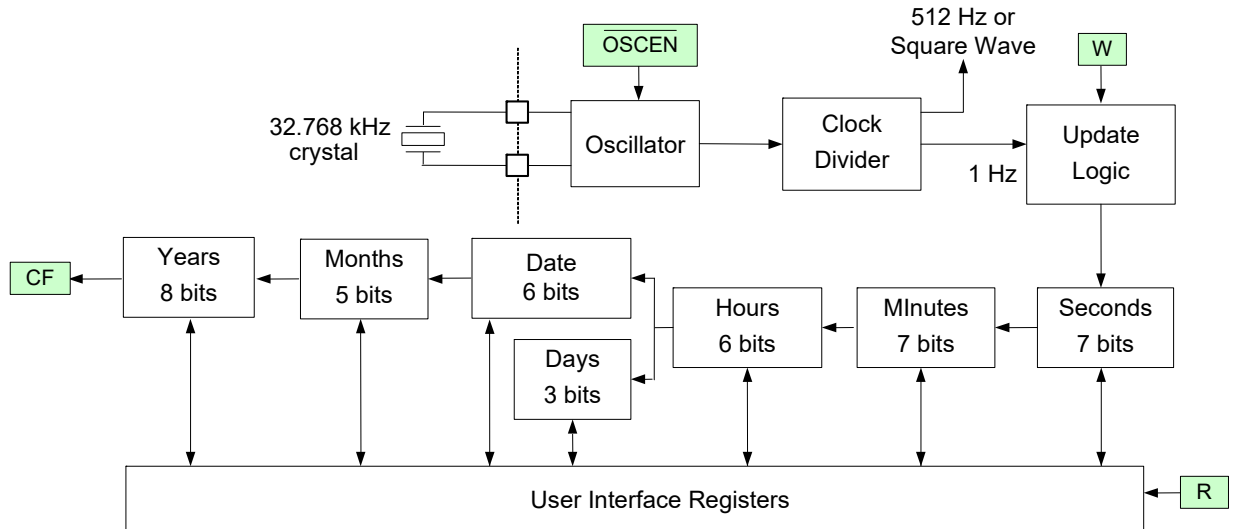 512 Hz or
Square Wave
OSCEN
W
32.768 kHz
crystal
Oscillator
Clock
Divider
1 Hz
Update
Logic
CF
Years
8 bits
Months
5 bits
Date
6 bits
Days
3 bits
Hours
6 bits
MInutes
7 bits
Seconds
7 bits
User Interface Registers
R